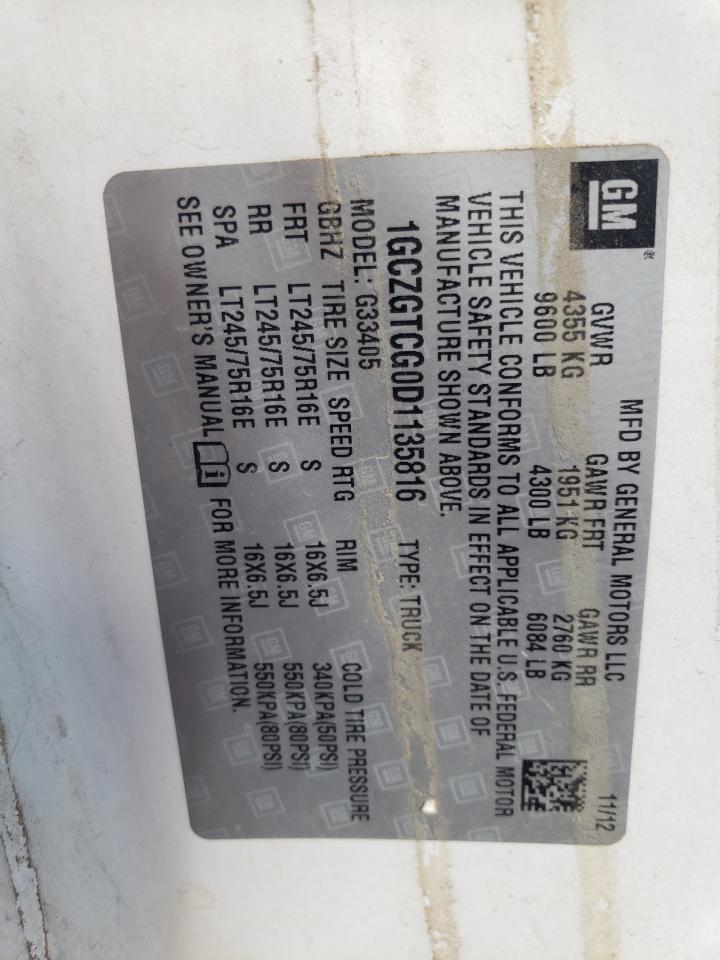 GM ®
MFD BY GENERAL MOTORS LLC 11/12
GVWR GAWR FRT GAWR RR
4355 KG 1951 KG 2760 KG
9600 LB 4300 LB 6084 LB
THIS VEHICLE CONFORMS TO ALL APPLICABLE U.S. FEDERAL MOTOR
VEHICLE SAFETY STANDARDS IN EFFECT ON THE DATE OF
MANUFACTURE SHOWN ABOVE.
1GCZGTCG0D1135816 TYPE: TRUCK
MODEL: G33405
GBHZ TIRE SIZE SPEED RTG RIM COLD TIRE PRESSURE
FRT LT245/75R16E S 16X6.5J 340KPA(50PSI)
RR LT245/75R16E S 16X6.5J 550KPA(80PSI)
SPA LT245/75R16E S 16X6.5J 550KPA(80PSI)
SEE OWNER'S MANUAL i FOR MORE INFORMATION.